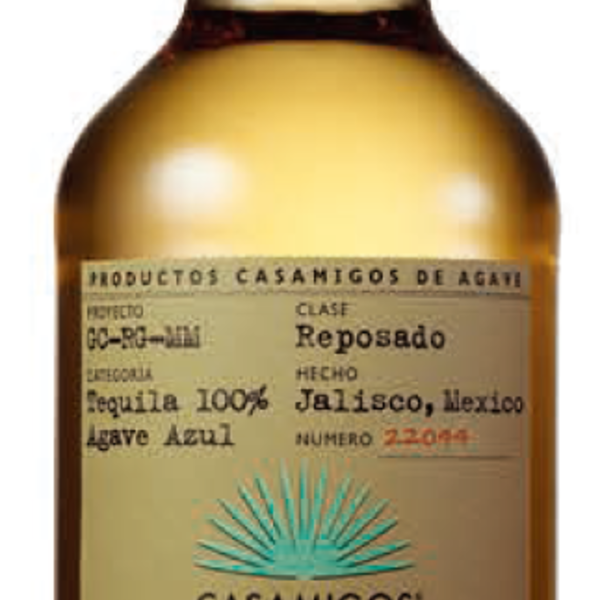 PRODUCTOS CASAMIGOS DE AGAVE
PROYECTO
GC-RG-MM
CLASE
Reposado
CATEGORIA
Tequila 100%
Agave Azul
HECHO
Jalisco, Mexico
NUMERO 22044
CASAMIGOS